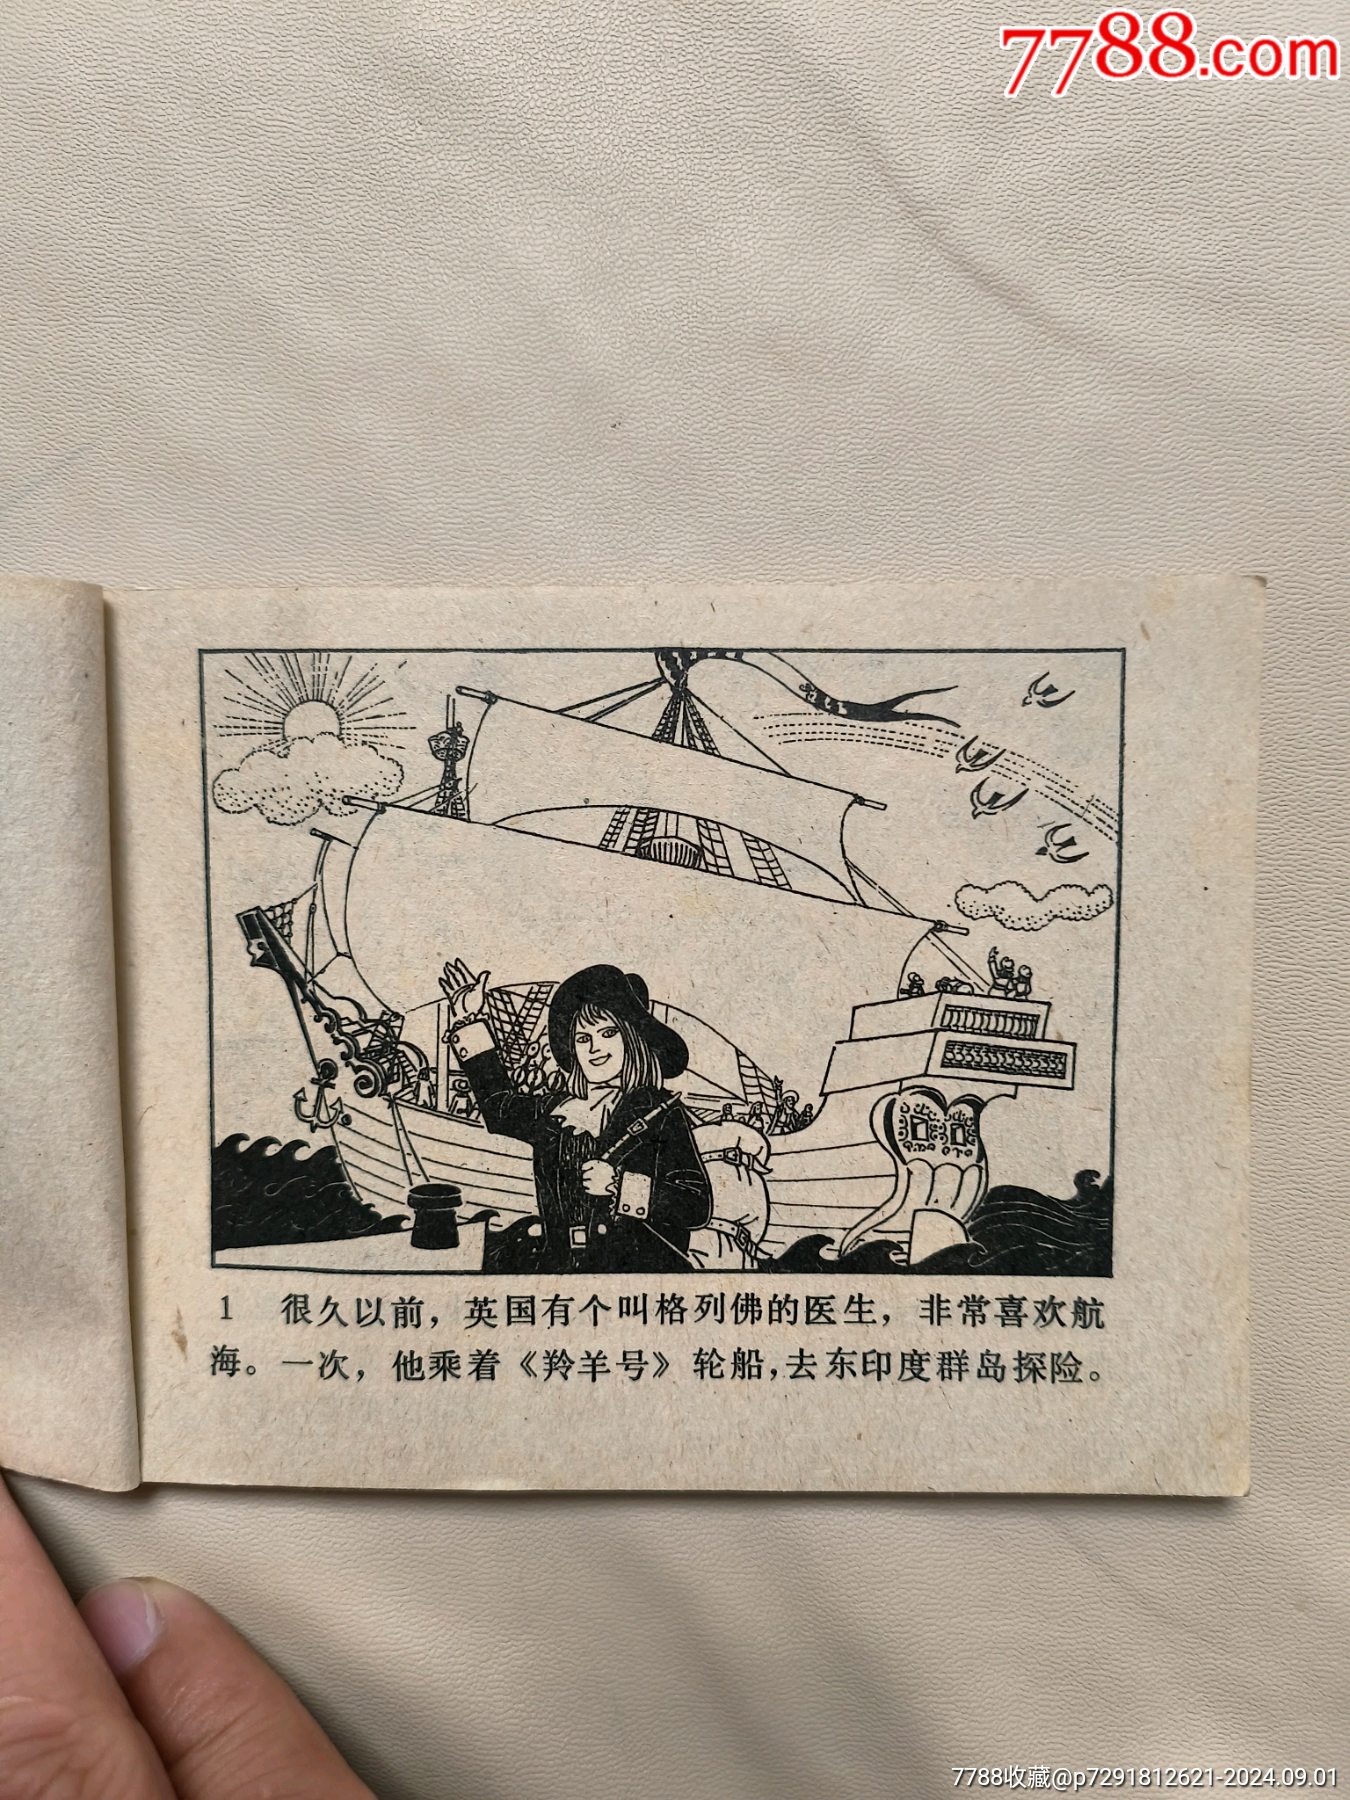 7788.com
1 很久以前，英国有个叫格列佛的医生，非常喜欢航
海。一次，他乘着《羚羊号》轮船，去东印度群岛探险。
7788收藏@p7291812621-2024.09.01